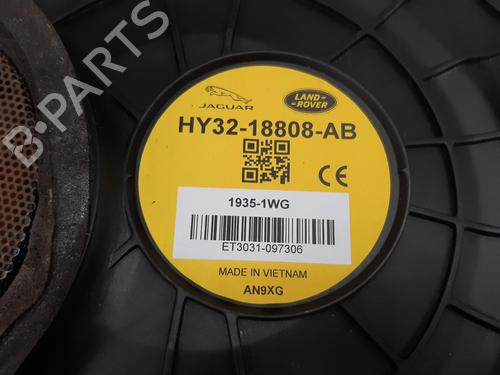 B-PARTS
JAGUAR
LAND-
ROVER
HY32-18808-AB
CE
1935-1WG
ET3031-097306
MADE IN VIETNAM
AN9XG